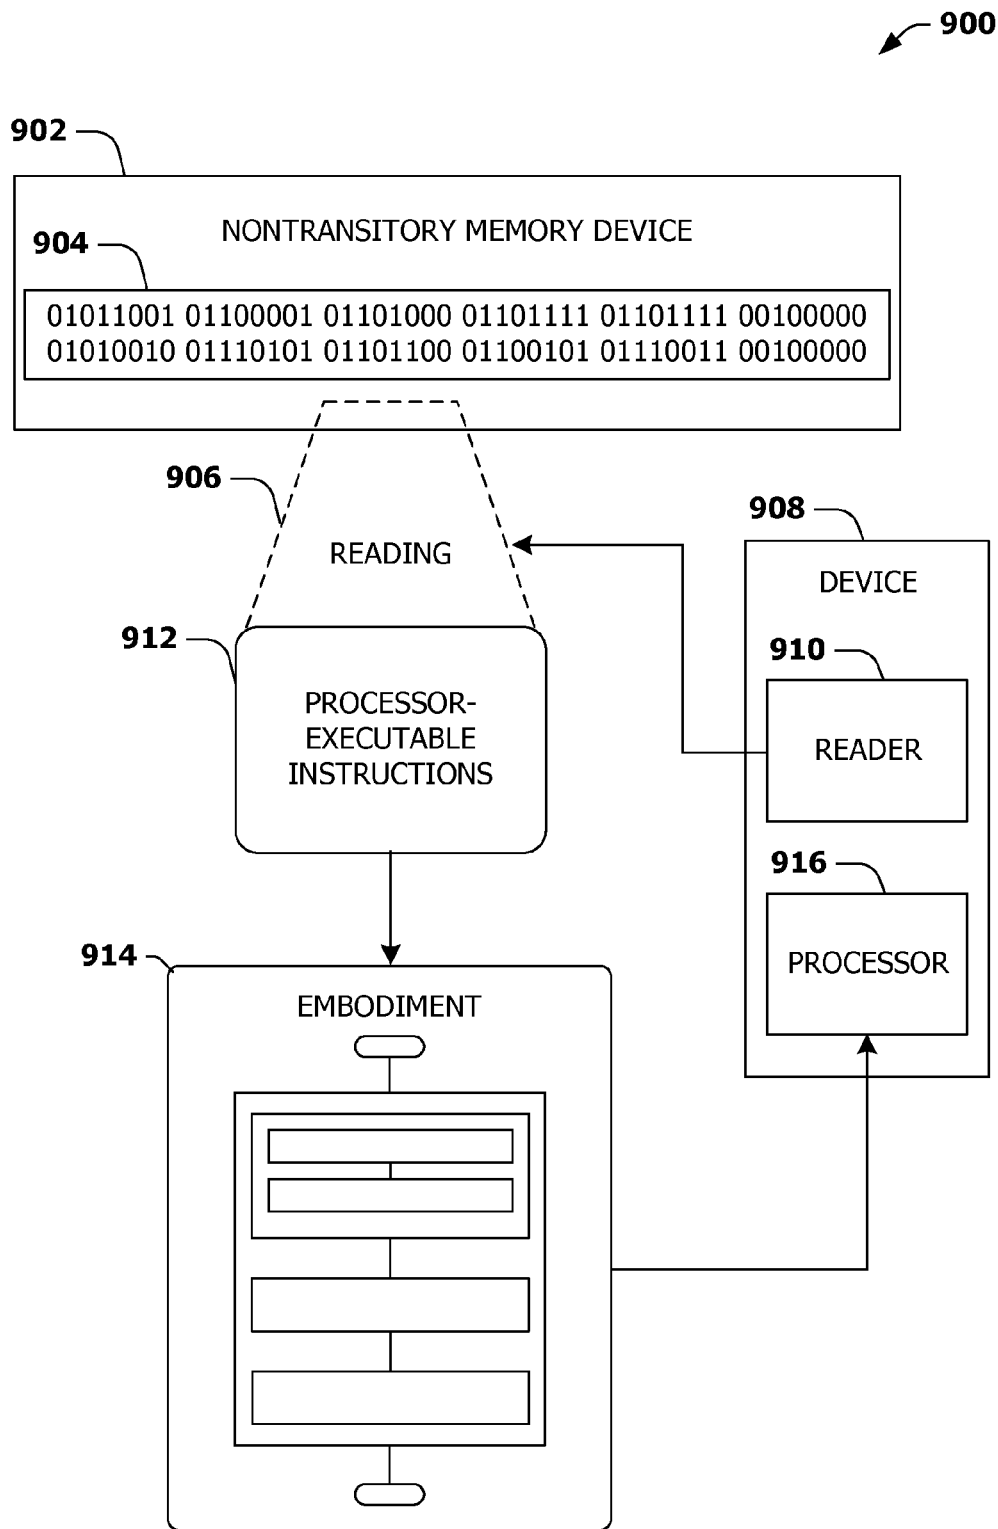 900
902
NONTRANSITORY MEMORY DEVICE
904
01011001 01100001 01101000 01101111 01101111 00100000
01010010 01110101 01101100 01100101 01110011 00100000
906
READING
908
DEVICE
910
READER
912
PROCESSOR-
EXECUTABLE
INSTRUCTIONS
916
PROCESSOR
914
EMBODIMENT